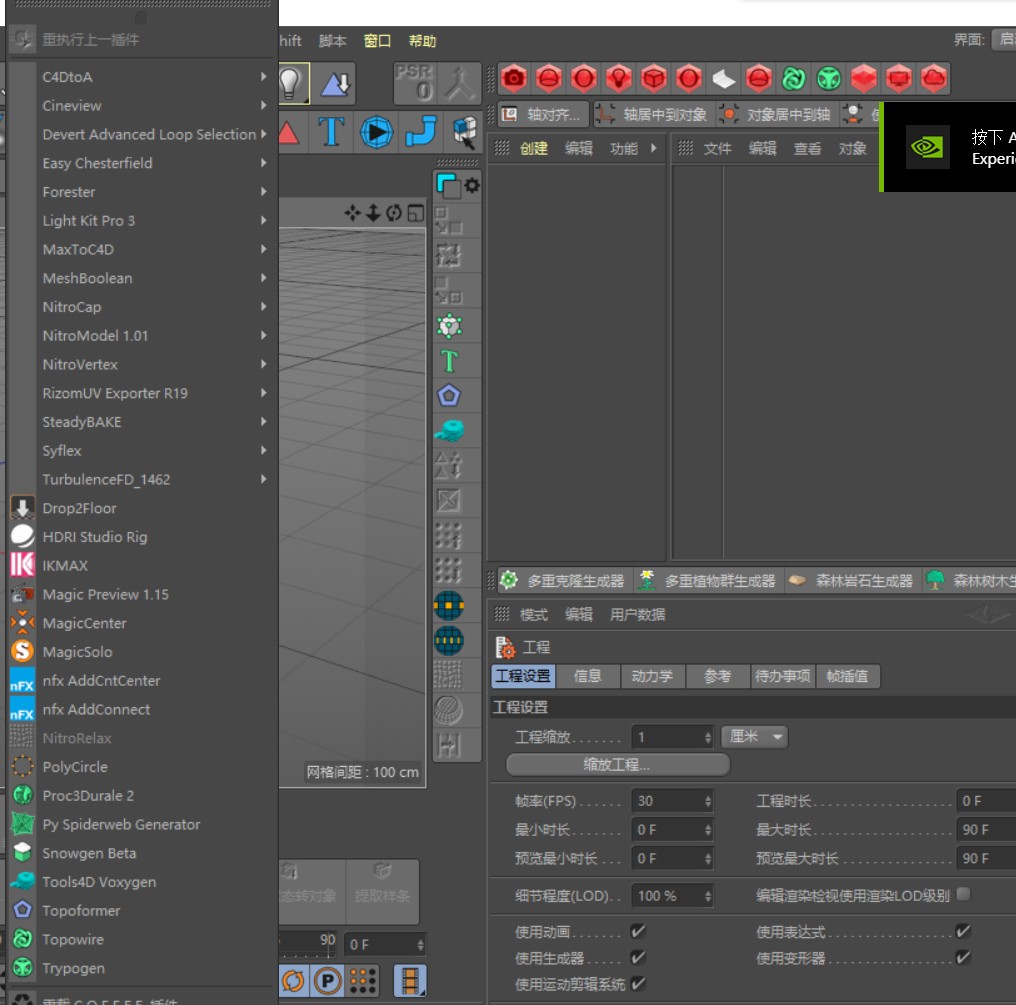 重执行上一插件
C4DtoA
Cineview
Devert Advanced Loop Selection
Easy Chesterfield
Forester
Light Kit Pro 3
MaxToC4D
MeshBoolean
NitroCap
NitroModel 1.01
NitroVertex
RizomUV Exporter R19
SteadyBAKE
Syflex
TurbulenceFD_1462
Drop2Floor
HDRI Studio Rig
IKMAX
Magic Preview 1.15
MagicCenter
MagicSolo
nfx AddCntCenter
nfx AddConnect
NitroRelax
PolyCircle
Proc3Durale 2
Py Spiderweb Generator
Snowgen Beta
Tools4D Voxygen
Topoformer
Topowire
Trypogen
hift 脚本 窗口 帮助
界面:
PSR
0
轴对齐... 轴居中到对象 对象居中到轴
创建 编辑 功能 文件 编辑 查看 对象
按下 A
Experi
网格间距 : 100 cm
态转对象 提取样条
90 0 F
多重克隆生成器 多重植物群生成器 森林岩石生成器 森林树木生
模式 编辑 用户数据
工程
工程设置 信息 动力学 参考 待办事项 帧插值
工程设置
工程缩放....... 1 厘米
缩放工程...
帧率(FPS)...... 30 工程时长 0 F
最小时长....... 0 F 最大时长 90 F
预览最小时长... 0 F 预览最大时长 90 F
细节程度(LOD).. 100 % 编辑渲染检视使用渲染LOD级别
使用动画 使用表达式
使用生成器 使用变形器
使用运动剪辑系统